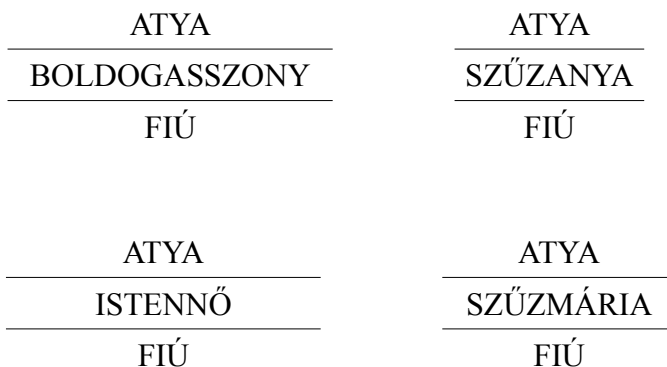 ATYA
BOLDOGASSZONY
FIÚ
ATYA
SZŰZANYA
FIÚ
ATYA
ISTENNŐ
FIÚ
ATYA
SZŰZMÁRIA
FIÚ